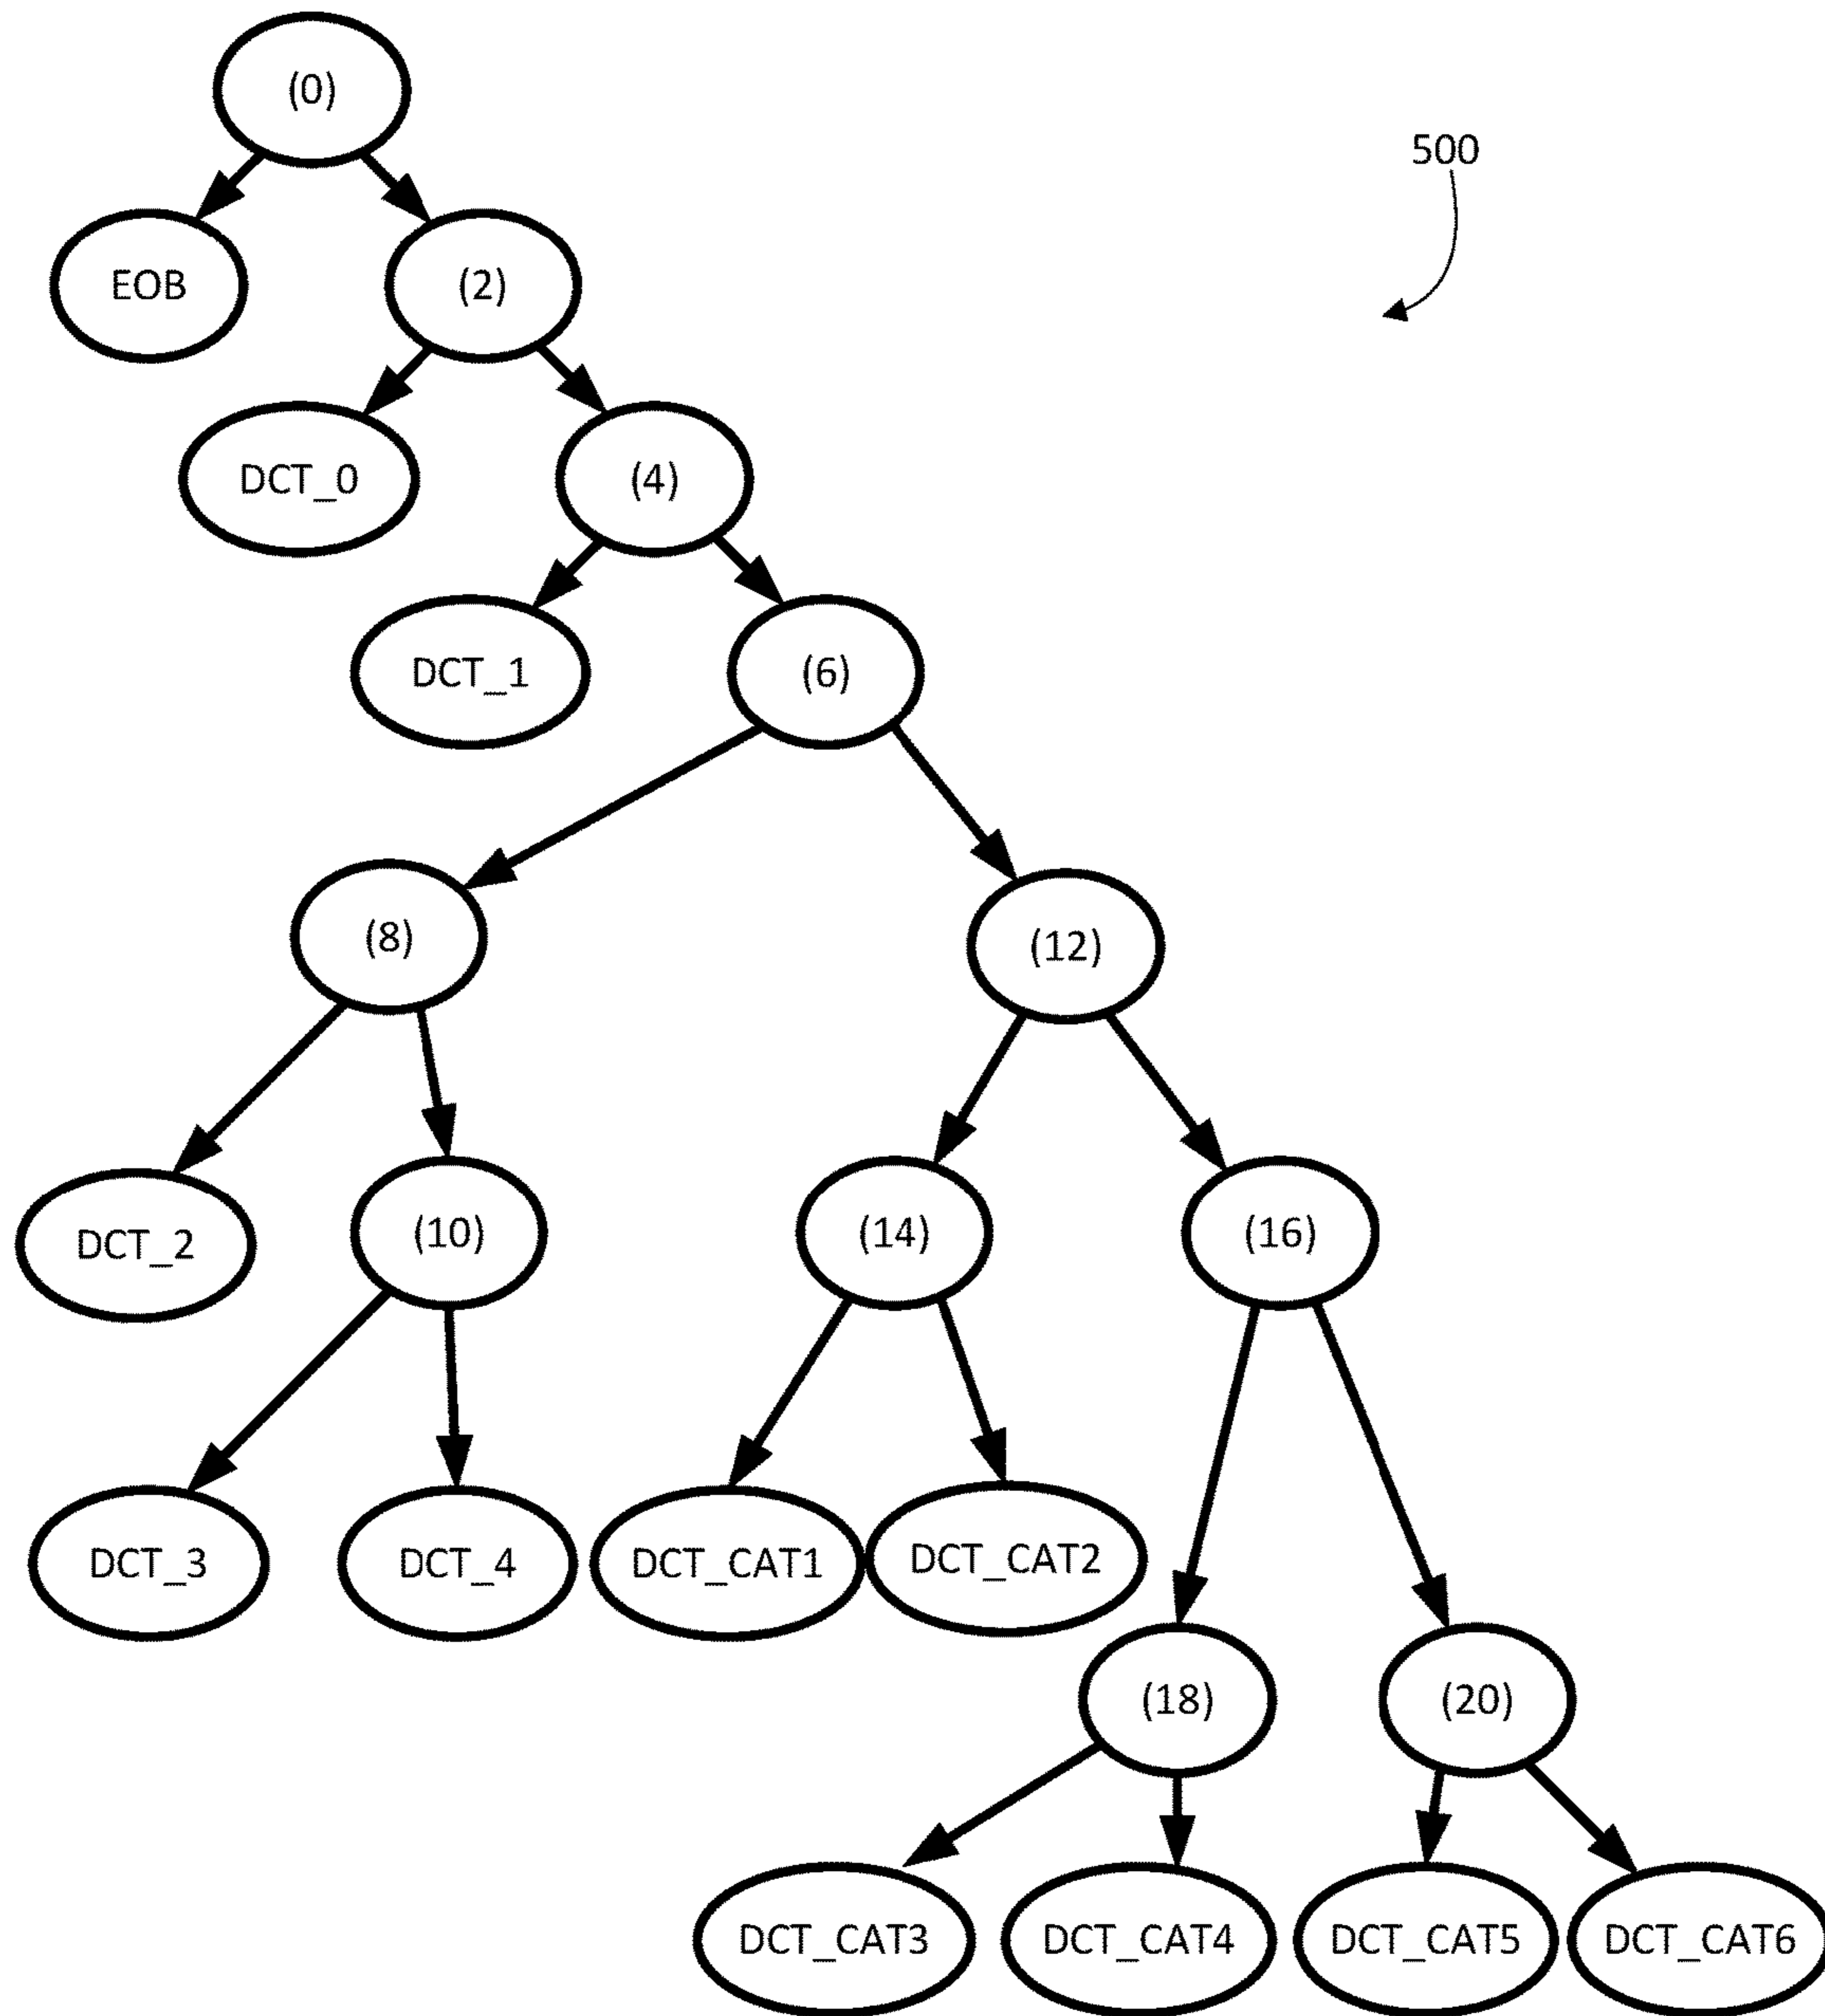 (0)
500
EOB
(2)
DCT_0
(4)
DCT_1
(6)
(8)
(12)
DCT_2
(10)
(14)
(16)
DCT_3
DCT_4
DCT_CAT1
DCT_CAT2
(18)
(20)
DCT_CAT3
DCT_CAT4
DCT_CAT5
DCT_CAT6